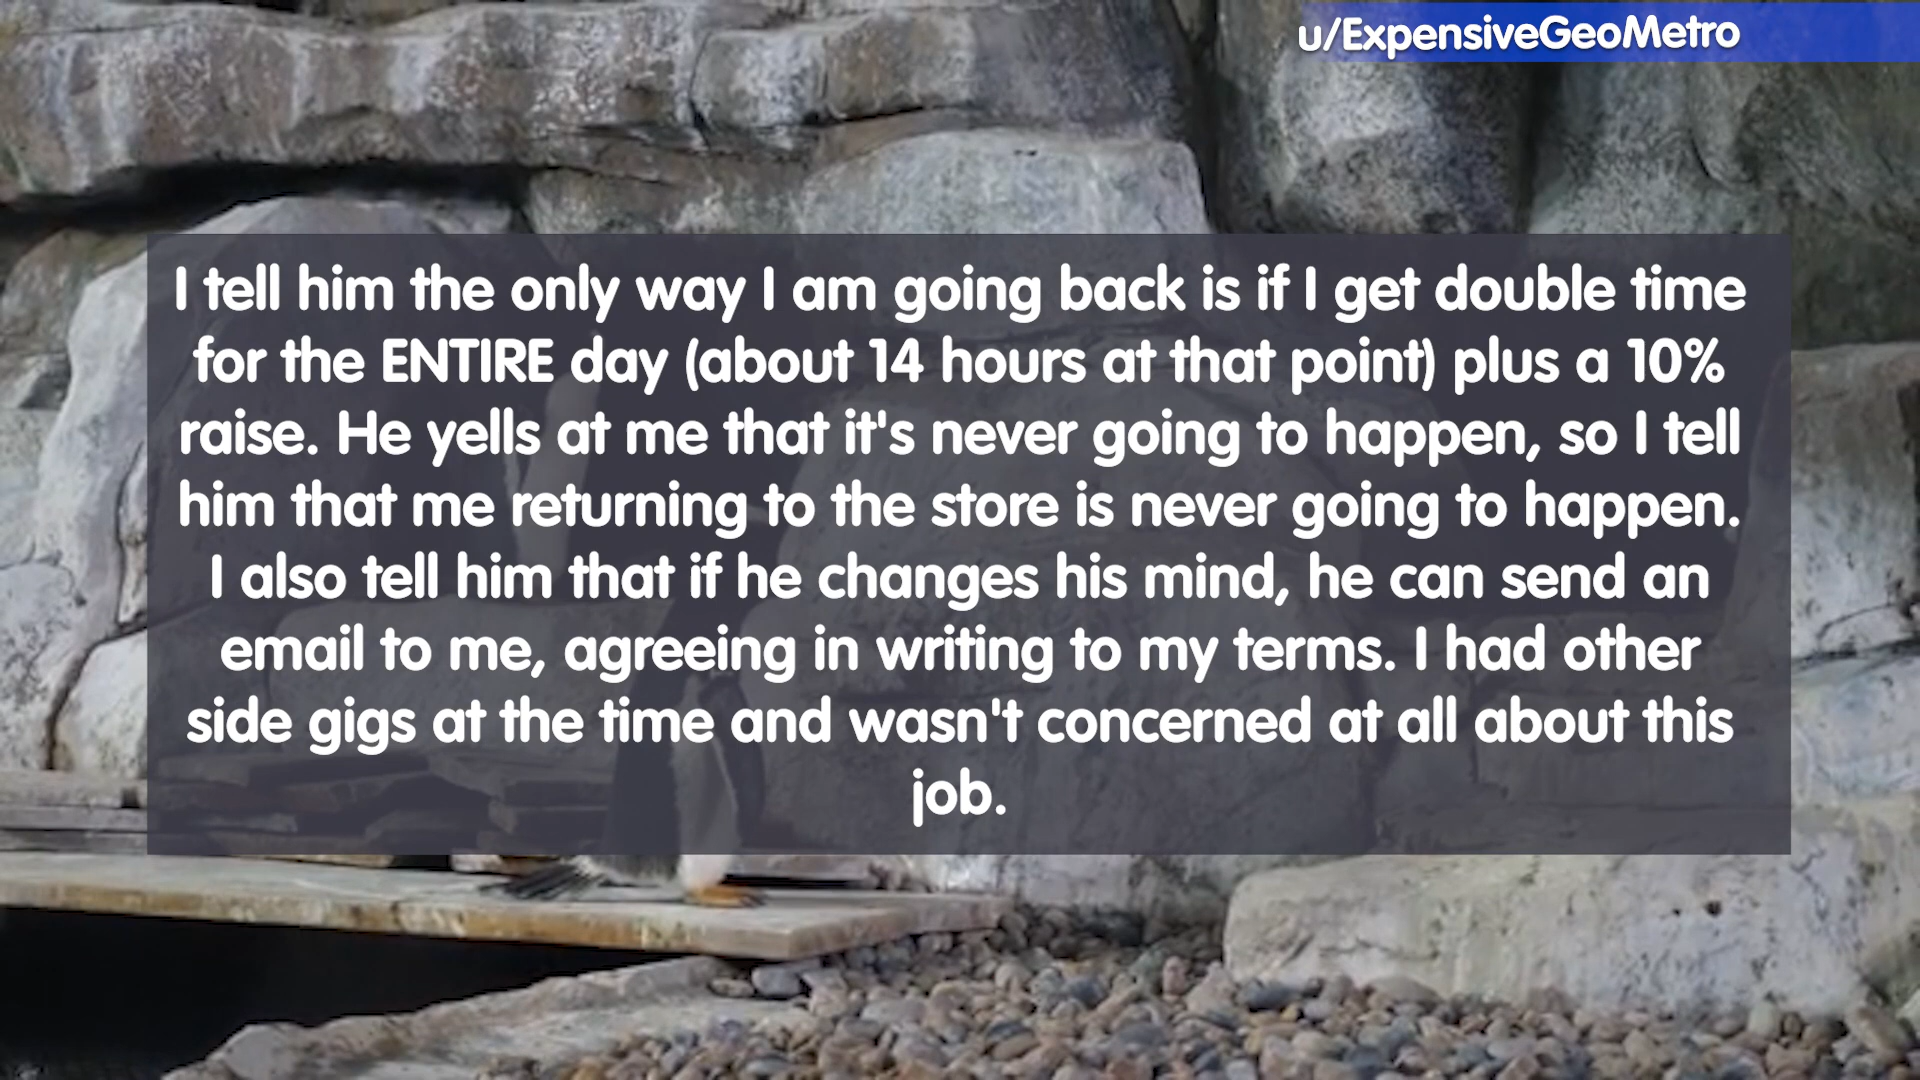 u/ExpensiveGeoMetro
I tell him the only way I am going back is if I get double time
for the ENTIRE day (about 14 hours at that point) plus a 10%
raise. He yells at me that it's never going to happen, so I tell
him that me returning to the store is never going to happen.
I also tell him that if he changes his mind, he can send an
email to me, agreeing in writing to my terms. I had other
side gigs at the time and wasn't concerned at all about this
job.